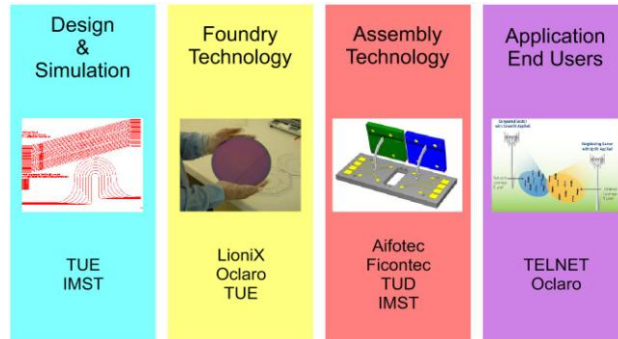 Design
&
Simulation
TUE
IMST
Foundry
Technology
LioniX
Oclaro
TUE
Assembly
Technology
Aifotec
Ficontec
TUD
IMST
Application
End Users
TELNET
Oclaro